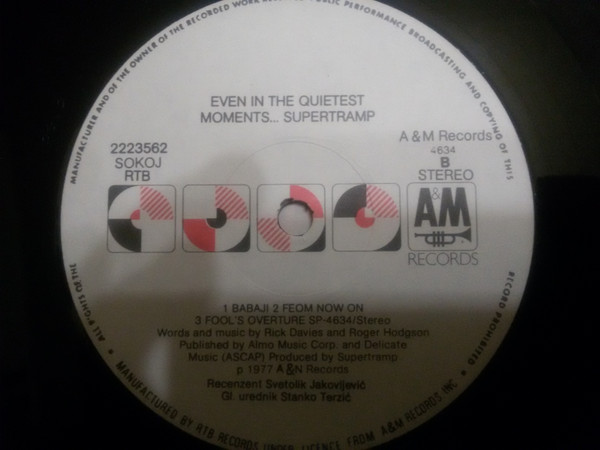 MANUFACTURER AND OF THE OWNER OF THE RECORDED WORK
PUBLIC PERFORMANCE BROADCASTING AND COPYING OF THIS
EVEN IN THE QUIETEST
MOMENTS... SUPERTRAMP
2223562
SOKOJ
RTB
A & M Records
4634
B
STEREO
A&M
RECORDS
1 BABAJI 2 FEOM NOW ON
3 FOOL'S OVERTURE SP-4634/Stereo
Words and music by Rick Davies and Roger Hodgson
Published by Almo Music Corp. and Delicate
Music (ASCAP) Produced by Supertramp
p 1977 A&N Records
Recenzent Svetolik Jakovljević
Gl. urednik Stanko Terzić
ALL RIGHTS OF THE
RECORD PROHIBITED
MANUFACTURED BY RTB RECORDS UNDER LICENCE FROM A&M RECORDS INC